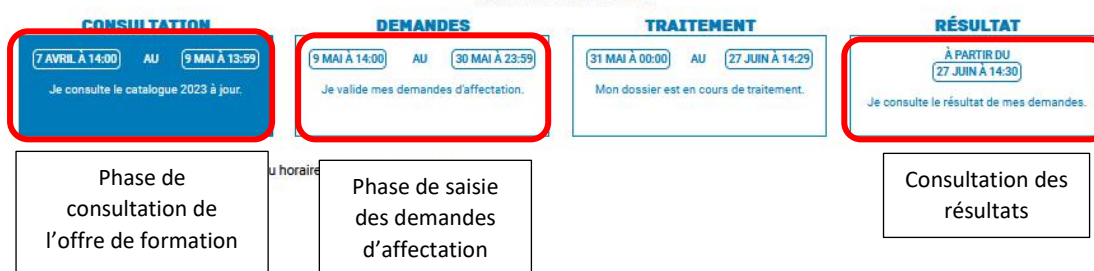 CONSULTATION
7 AVRIL À 14:00 AU 9 MAI À 13:59
Je consulte le catalogue 2023 à jour.
DEMANDES
9 MAI À 14:00 AU 30 MAI À 23:59
Je valide mes demandes d'affectation.
TRAITEMENT
31 MAI À 00:00 AU 27 JUIN À 14:29
Mon dossier est en cours de traitement.
RÉSULTAT
À PARTIR DU
27 JUIN À 14:30
Je consulte le résultat de mes demandes.
Phase de
consultation de
l’offre de formation
u horaire
Phase de saisie
des demandes
d’affectation
Consultation des
résultats